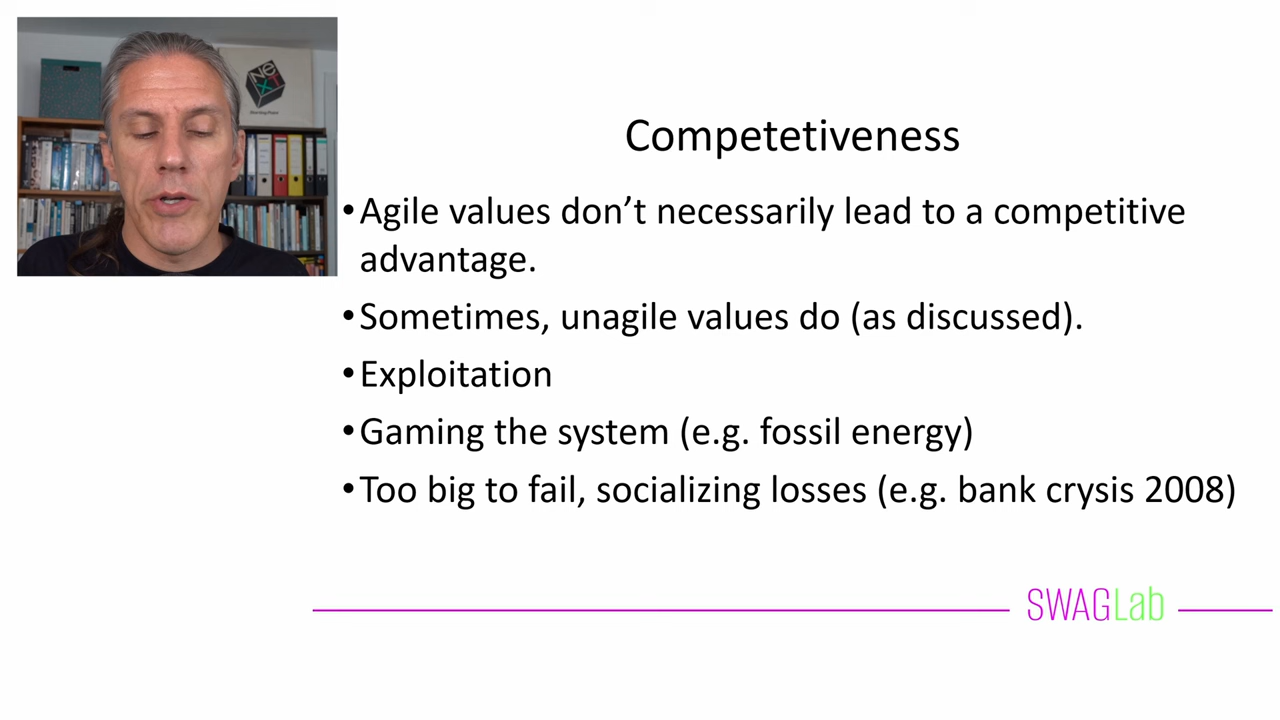 NeXT
Competetiveness
•Agile values don’t necessarily lead to a competitive
advantage.
•Sometimes, unagile values do (as discussed).
•Exploitation
•Gaming the system (e.g. fossil energy)
•Too big to fail, socializing losses (e.g. bank crysis 2008)
SWAGLab